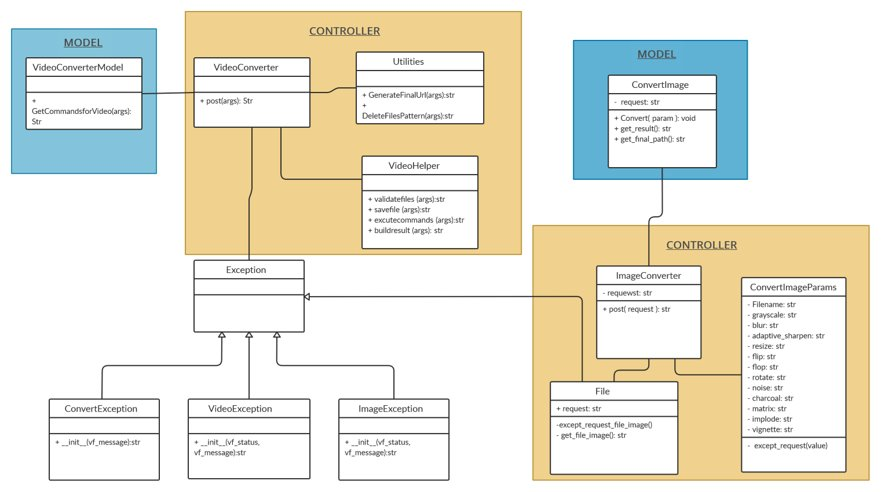 MODEL
VideoConverterModel
+
GetCommandsforVideo(args):
Str
CONTROLLER
VideoConverter
+ post(args): Str
Utilities
+ GenerateFinalUrl(args):str
+
DeleteFilesPattern(args):str
VideoHelper
+ validatefiles (args):str
+ savefile (args):str
+ excutecommands (args):str
+ buildresult (args): str
MODEL
ConvertImage
- request: str
+ Convert( param ): void
+ get_result(): str
+ get_final_path(): str
CONTROLLER
ImageConverter
- requewst: str
+ post( request ): str
ConvertImageParams
- Filename: str
- grayscale: str
- blur: str
- adaptive_sharpen: str
- resize: str
- flip: str
- flop: str
- rotate: str
- noise: str
- charcoal: str
- matrix: str
- implode: str
- vignette: str
- except_request(value)
File
+ request: str
-except_request_file_image()
- get_file_image(): str
Exception
ConvertException
+ __init__(vf_message):str
VideoException
+ __init__(vf_status,
vf_message):str
ImageException
+ __init__(vf_status,
vf_message):str